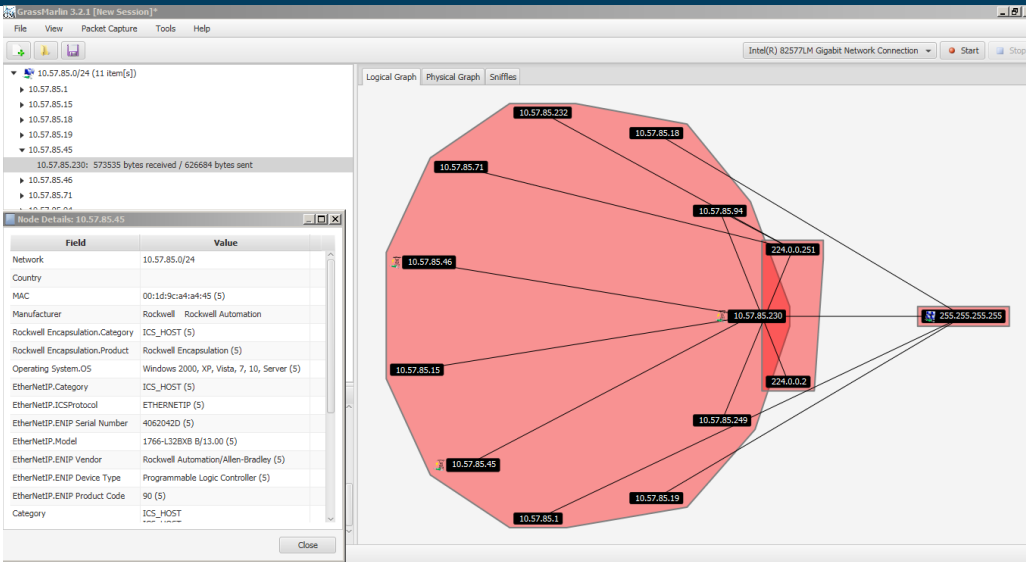 GrassMarlin 3.2.1 [New Session]*
File View Packet Capture Tools Help
Intel(R) 82577LM Gigabit Network Connection Start Stop
10.57.85.0/24 (11 item[s])
10.57.85.1
10.57.85.15
10.57.85.18
10.57.85.19
10.57.85.45
10.57.85.230: 573535 bytes received / 626684 bytes sent
10.57.85.46
10.57.85.71
Node Details: 10.57.85.45
Field Value
Network 10.57.85.0/24
Country
MAC 00:1d:9c:a4:a4:45 (5)
Manufacturer Rockwell Rockwell Automation
Rockwell Encapsulation.Category ICS_HOST (5)
Rockwell Encapsulation.Product Rockwell Encapsulation (5)
Operating System.OS Windows 2000, XP, Vista, 7, 10, Server (5)
EtherNetIP.Category ICS_HOST (5)
EtherNetIP.ICSProtocol ETHERNETIP (5)
EtherNetIP.ENIP Serial Number 4062042D (5)
EtherNetIP.Model 1766-L32BXB B/13.00 (5)
EtherNetIP.ENIP Vendor Rockwell Automation/Allen-Bradley (5)
EtherNetIP.ENIP Device Type Programmable Logic Controller (5)
EtherNetIP.ENIP Product Code 90 (5)
Category ICS_HOST
Close
Logical Graph Physical Graph Sniffles
10.57.85.232
10.57.85.18
10.57.85.71
10.57.85.94
224.0.0.251
10.57.85.46
10.57.85.230
255.255.255.255
10.57.85.15
224.0.0.2
10.57.85.249
10.57.85.45
10.57.85.19
10.57.85.1